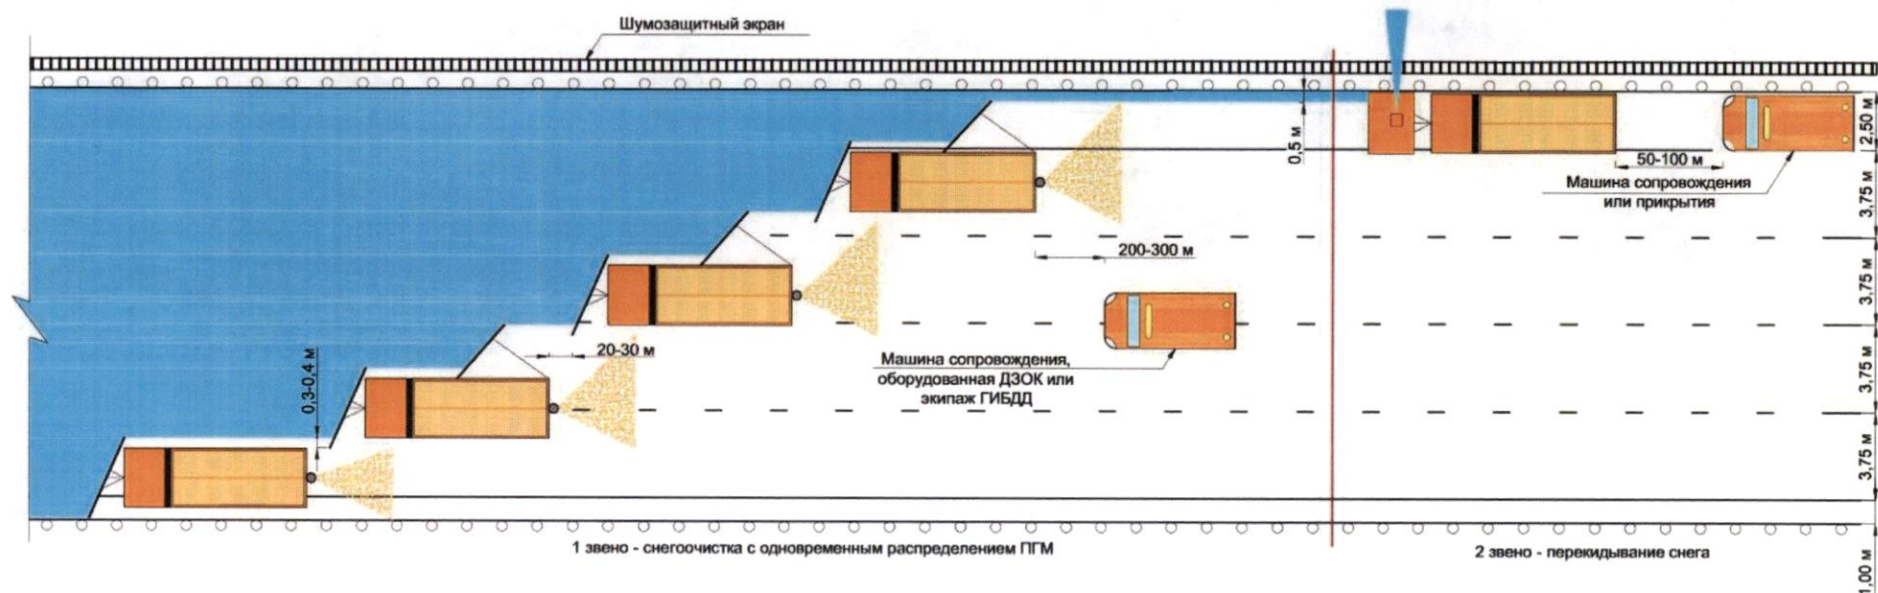 Шумозащитный экран
0,5 м
2,50 м
50-100 м
Машина сопровождения
или прикрытия
3,75 м
200-300 м
3,75 м
20-30 м
Машина сопровождения,
оборудованная ДЗОК или
экипаж ГИБДД
0,3-0,4 м
3,75 м
3,75 м
1 звено - снегоочистка с одновременным распределением ПГМ
2 звено - перекидывание снега
1,00 м